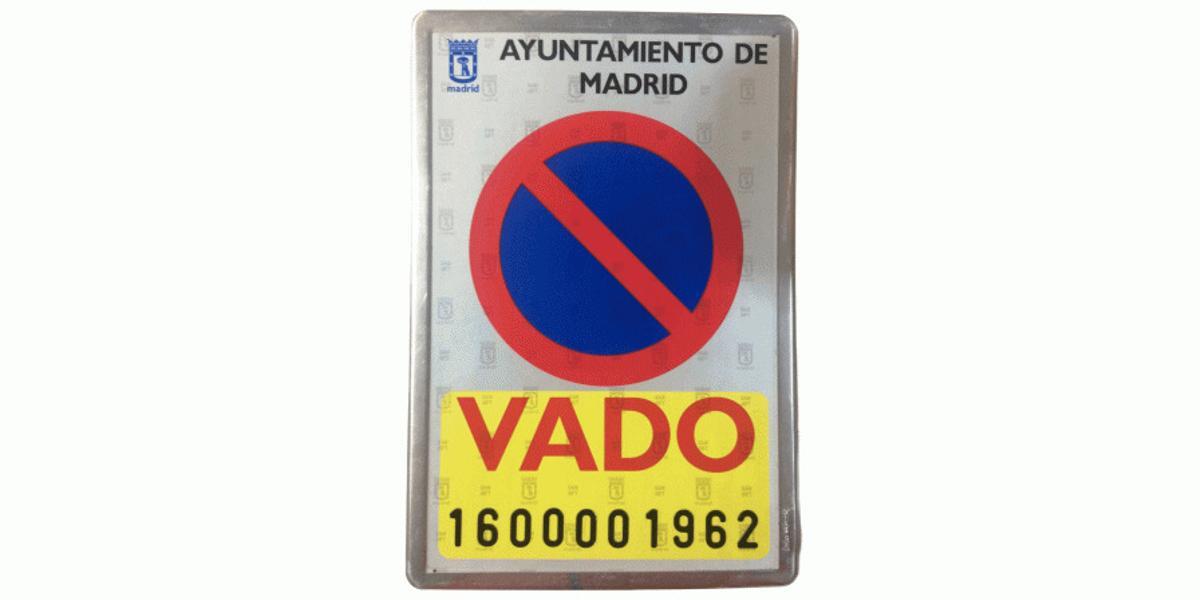 AYUNTAMIENTO DE
MADRID
madrid
VADO
1600001962